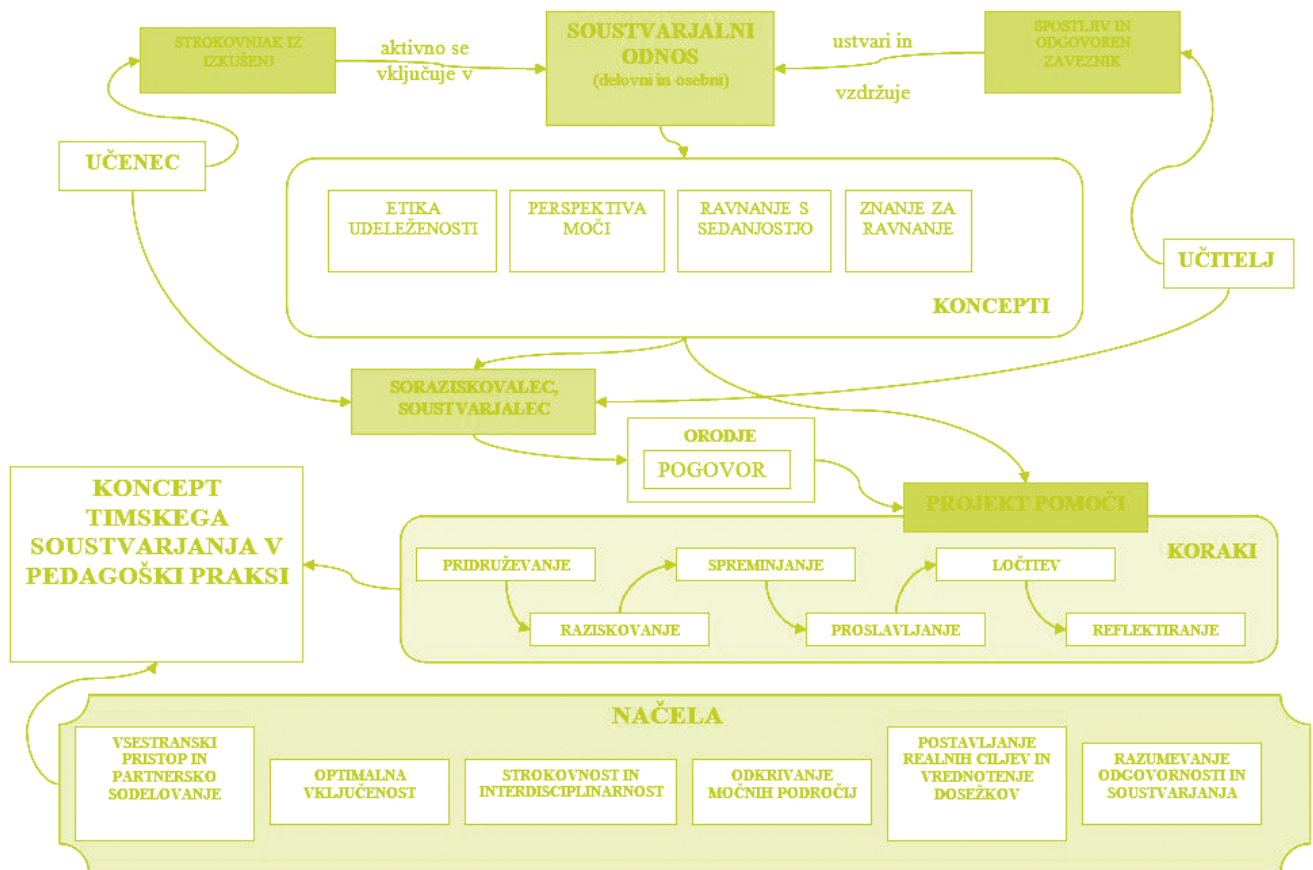 STROKOVNJAK IZ
IZKUŠENJ
aktivno se
vključuje v
SOUSTVARJALNI
ODNOS
(delovni in osebni)
ustvari in
vzdržuje
SPOSTLJIV IN
ODGOVOREN
ZAVEZNIK
UČENEC
UČITELJ
ETIKA
UDELEŽENOSTI
PERSPEKTIVA
MOČI
RAVNANJE S
SEDANJOSTJO
ZNANJE ZA
RAVNANJE
KONCEPTI
SORAZISKOVALEC,
SOUSTVARJALEC
ORODJE
POGOVOR
PROJEKT POMOČI
KONCEPT
TIMSKEGA
SOUSTVARJANJA V
PEDAGOŠKI PRAKSI
KORAKI
PRIDRUŽEVANJE
RAZISKOVANJE
SPREMINJANJE
PROSLAVLJANJE
LOČITEV
REFLEKTIRANJE
NAČELA
VSESTRANSKI
PRISTOP IN
PARTNERSKO
SODELOVANJE
OPTIMALNA
VKLJUČENOST
STROKOVNOST IN
INTERDISCIPLINARNOST
ODKRIVANJE
MOČNIH PODROČIJ
POSTAVLJANJE
REALNIH CILJEV IN
VREDNOTENJE
DOSEŽKOV
RAZUMEVANJE
ODGOVORNOSTI IN
SOUSTVARJANJA